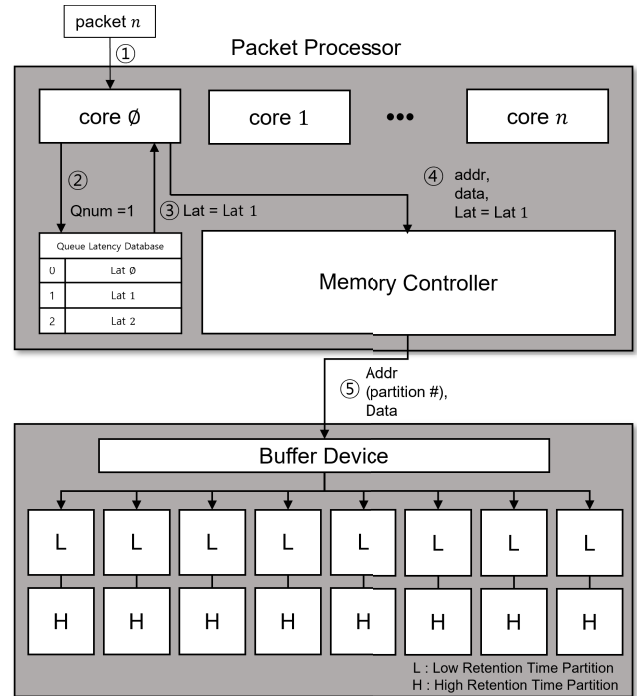 packet n
①
Packet Processor
core Ø
core 1
•••
core n
②
Qnum =1
③ Lat = Lat 1
④ addr,
data,
Lat = Lat 1
Queue Latency Database
0 Lat Ø
1 Lat 1
2 Lat 2
Memory Controller
⑤ Addr
(partition #),
Data
Buffer Device
L L L L L L L L
H H H H H H H H
L : Low Retention Time Partition
H : High Retention Time Partition